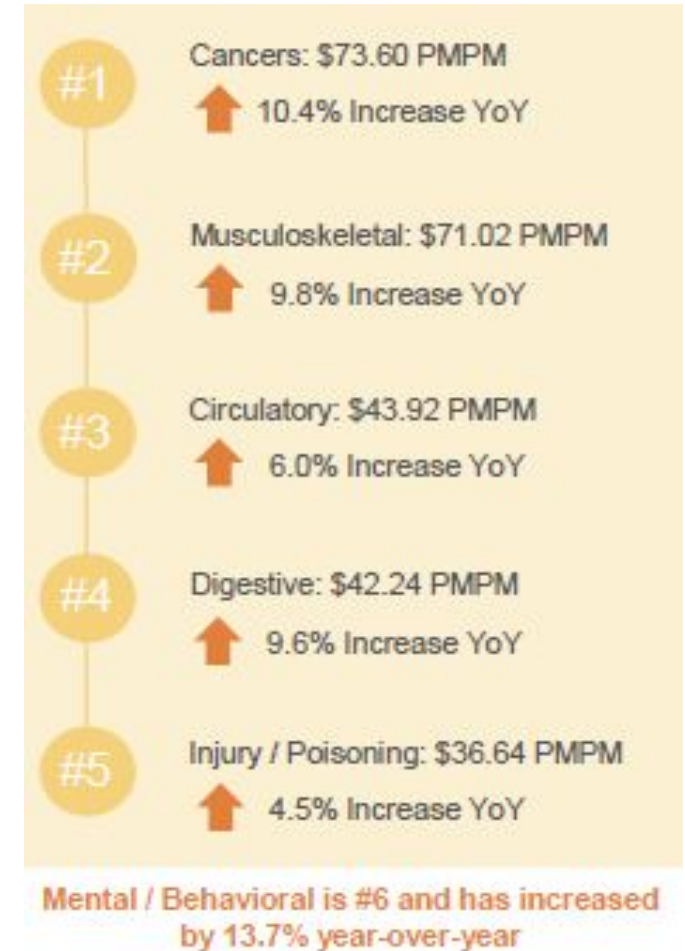 #1
Cancers: $73.60 PMPM
10.4% Increase YoY
#2
Musculoskeletal: $71.02 PMPM
9.8% Increase YoY
#3
Circulatory: $43.92 PMPM
6.0% Increase YoY
#4
Digestive: $42.24 PMPM
9.6% Increase YoY
#5
Injury / Poisoning: $36.64 PMPM
4.5% Increase YoY
Mental / Behavioral is #6 and has increased
by 13.7% year-over-year